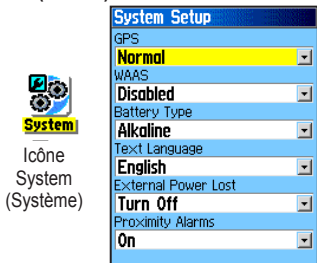 System
Icône
System
(Système)
System Setup
GPS
Normal
WAAS
Disabled
Battery Type
Alkaline
Text Language
English
External Power Lost
Turn Off
Proximity Alarms
On